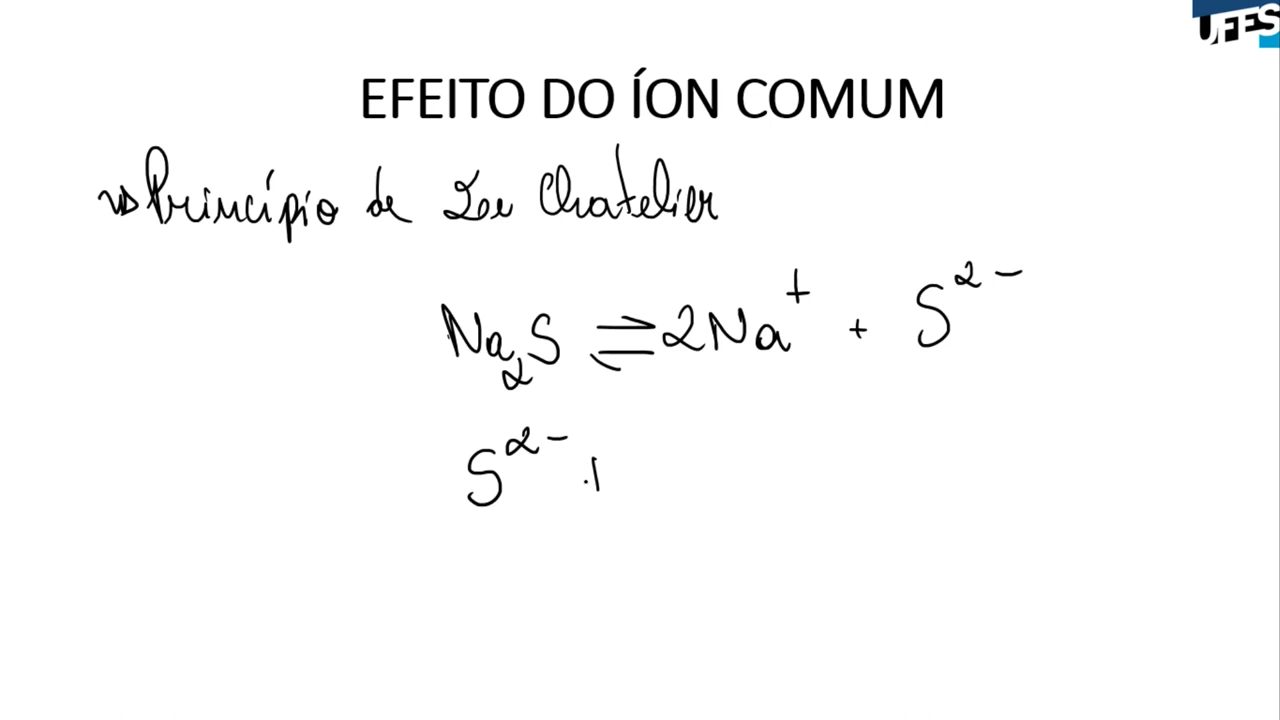 UFES
EFEITO DO ÍON COMUM
Princípio de Le Chatelier
Na₂S ⇌ 2Na⁺ + S²⁻
S²⁻